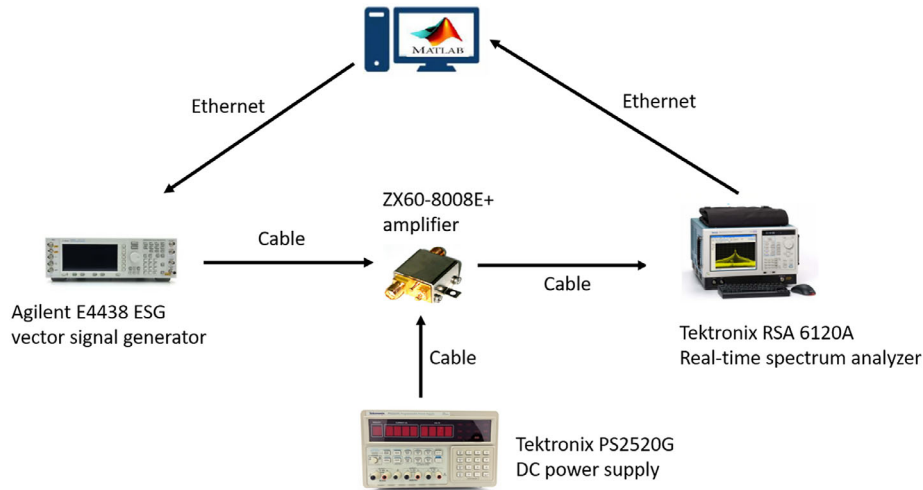 MATLAB
Ethernet
Ethernet
ZX60-8008E+
amplifier
Cable
Cable
Agilent E4438 ESG
vector signal generator
Tektronix RSA 6120A
Real-time spectrum analyzer
Cable
Tektronix PS2520G
DC power supply